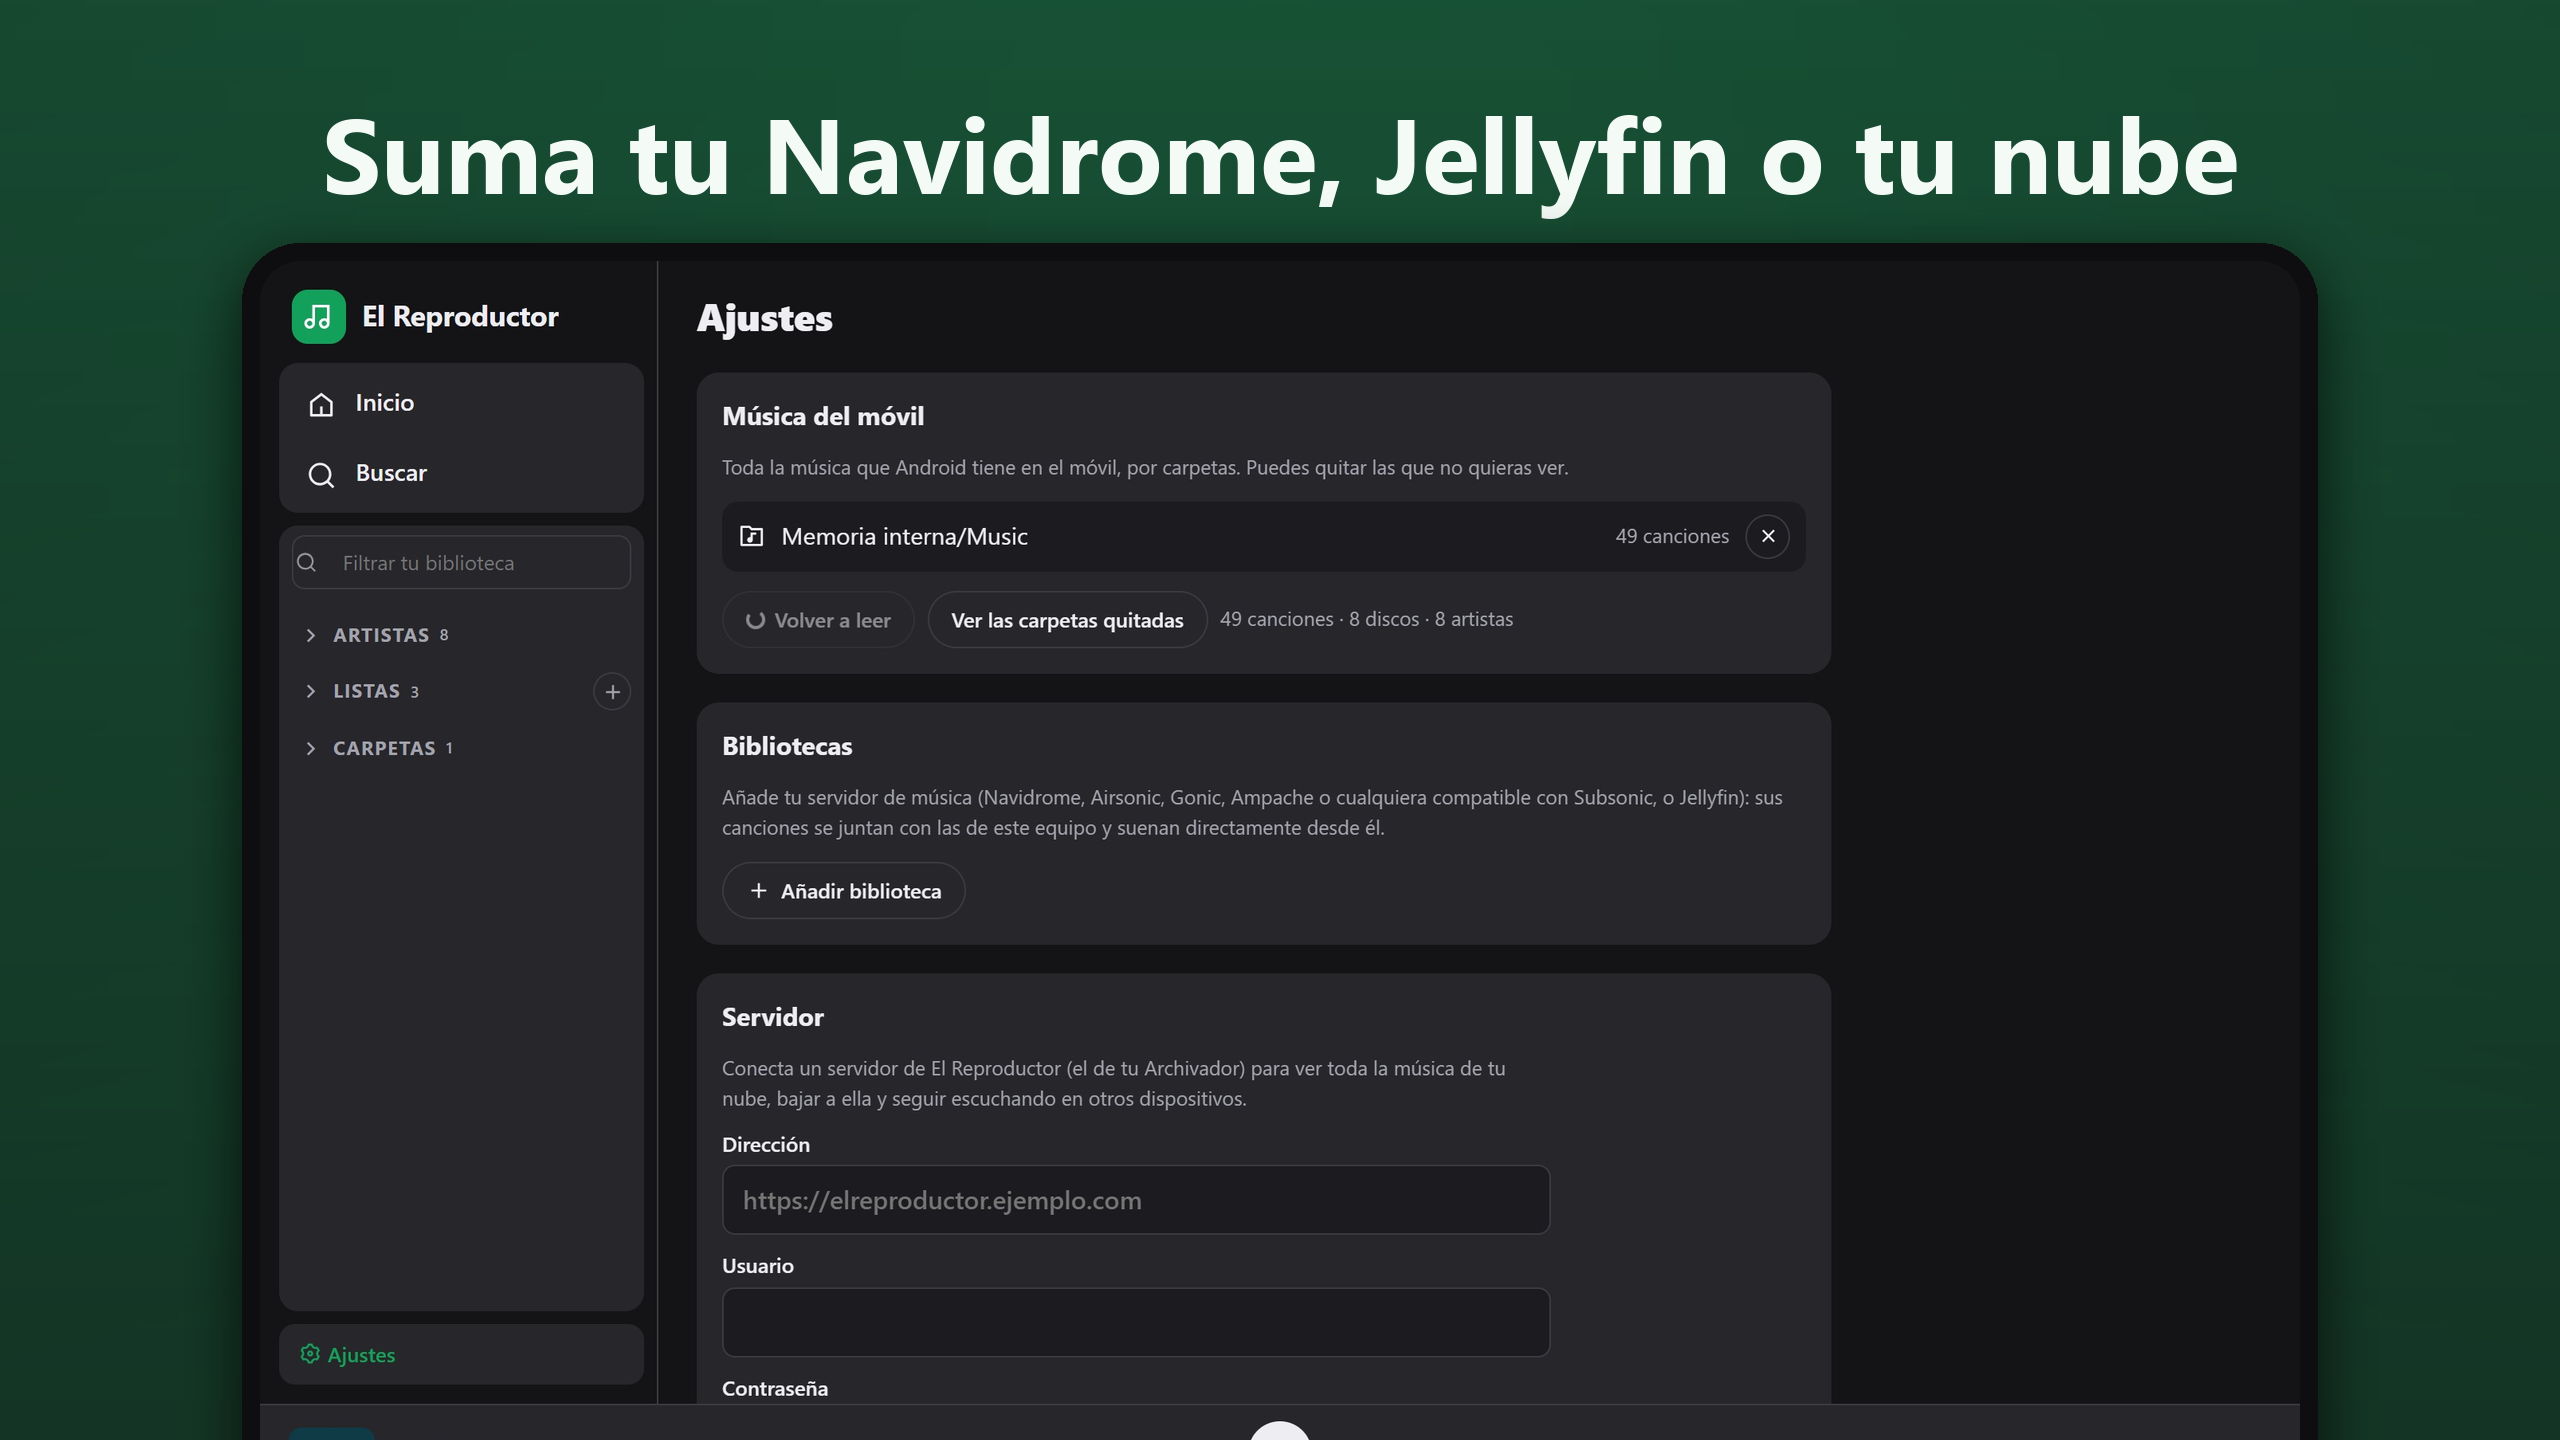 Suma tu Navidrome, Jellyfin o tu nube
El Reproductor
Inicio
Buscar
Filtrar tu biblioteca
ARTISTAS 8
LISTAS 3
CARPETAS 1
Ajustes
Ajustes
Música del móvil
Toda la música que Android tiene en el móvil, por carpetas. Puedes quitar las que no quieras ver.
Memoria interna/Music
49 canciones
Volver a leer
Ver las carpetas quitadas
49 canciones · 8 discos · 8 artistas
Bibliotecas
Añade tu servidor de música (Navidrome, Airsonic, Gonic, Ampache o cualquiera compatible con Subsonic, o Jellyfin): sus
canciones se juntan con las de este equipo y suenan directamente desde él.
Añadir biblioteca
Servidor
Conecta un servidor de El Reproductor (el de tu Archivador) para ver toda la música de tu
nube, bajar a ella y seguir escuchando en otros dispositivos.
Dirección
https://elreproductor.ejemplo.com
Usuario
Contraseña